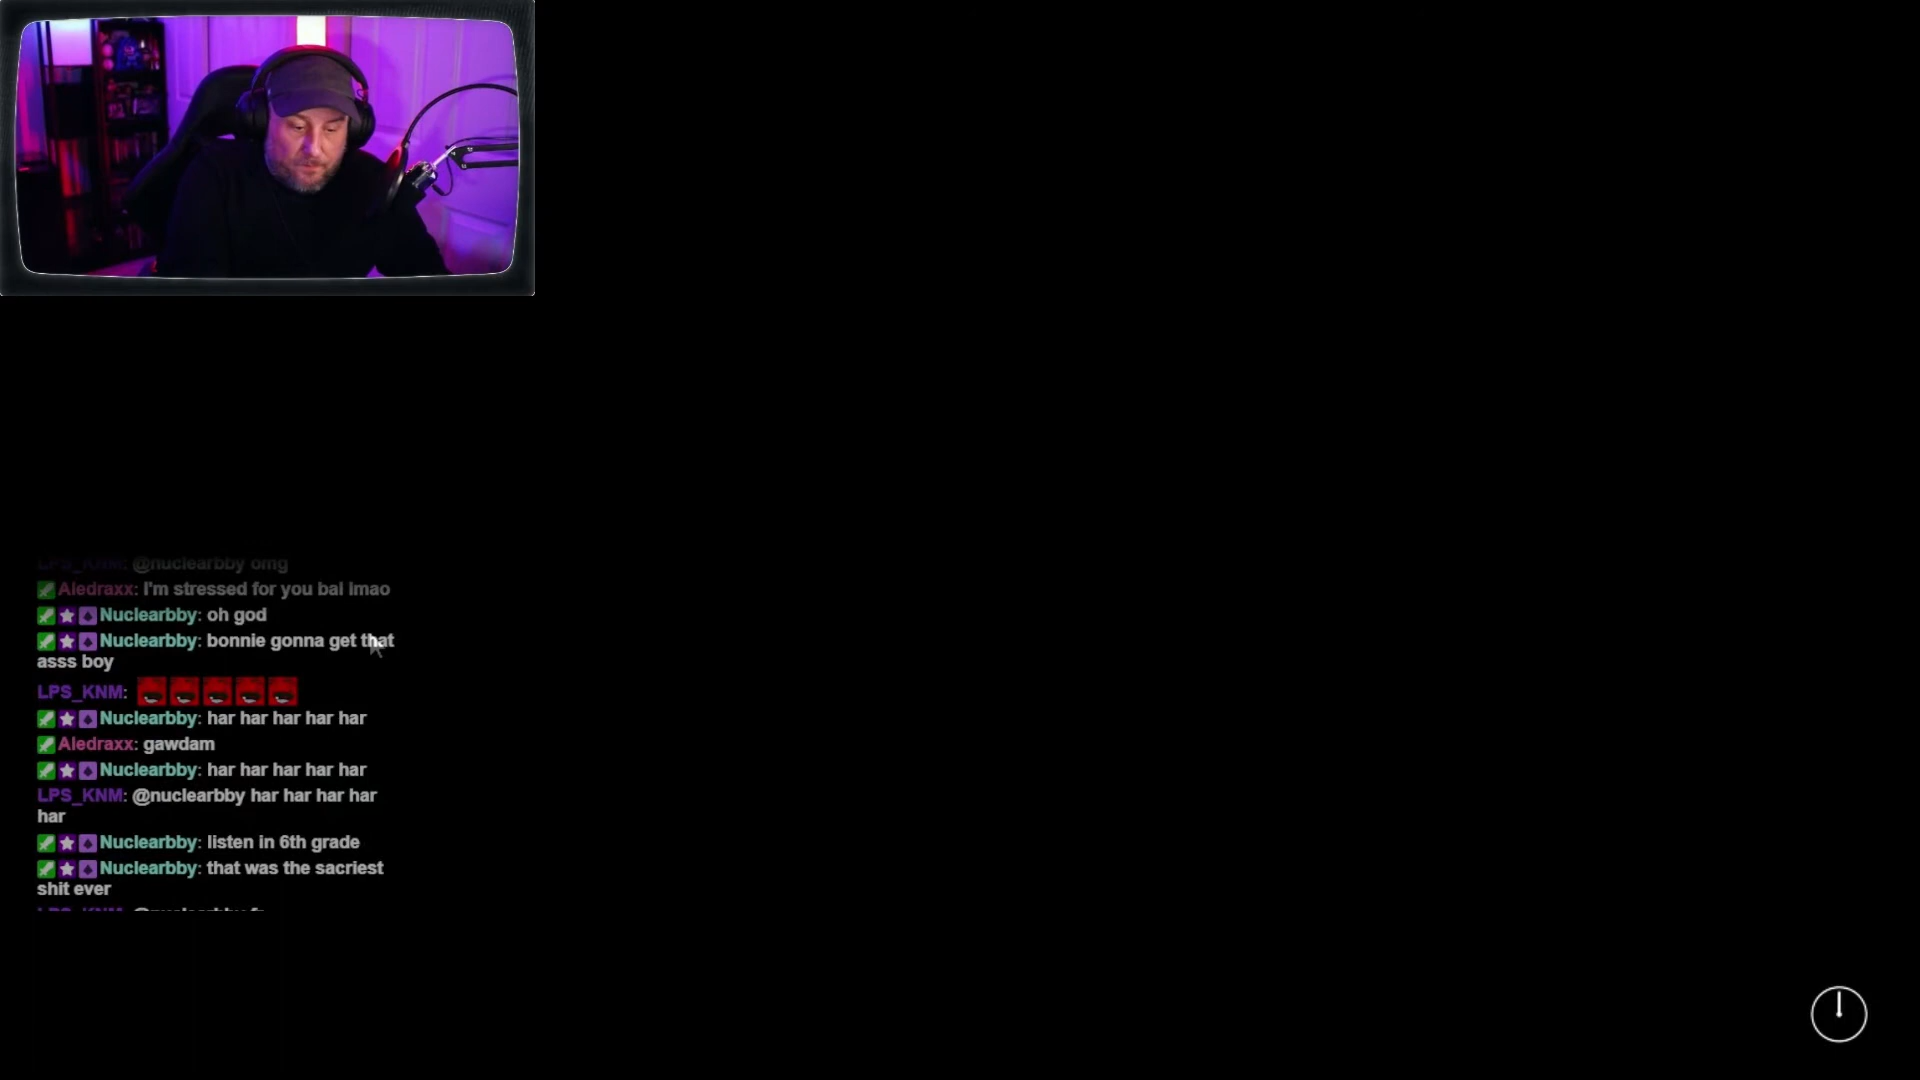 LPS_KNM: @nuclearbby omg
Aledraxx: I'm stressed for you bal lmao
Nuclearbby: oh god
Nuclearbby: bonnie gonna get that
asss boy
LPS_KNM:
Nuclearbby: har har har har har
Aledraxx: gawdam
Nuclearbby: har har har har har
LPS_KNM: @nuclearbby har har har har
har
Nuclearbby: listen in 6th grade
Nuclearbby: that was the sacriest
shit ever